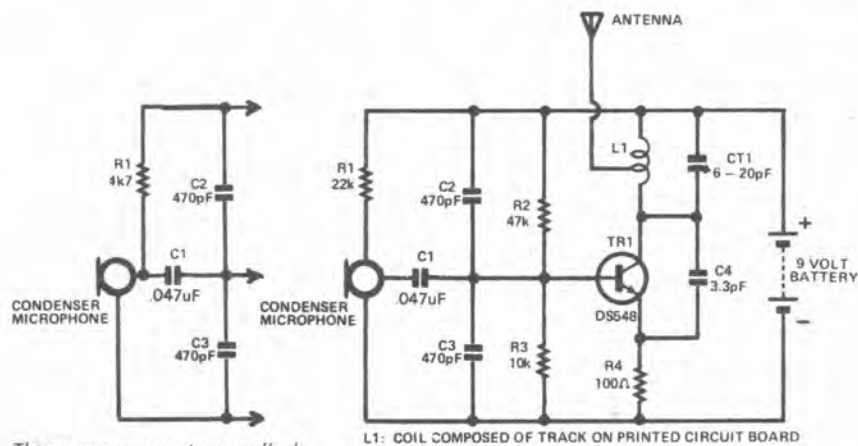 R1
4k7
C2
470pF
C1
.047uF
CONDENSER
MICROPHONE
C3
470pF
ANTENNA
R1
22k
C2
470pF
R2
47k
L1
CT1
6 – 20pF
TR1
C1
.047uF
CONDENSER
MICROPHONE
DS548
C4
3.3pF
+
9 VOLT
BATTERY
–
C3
470pF
R3
10k
R4
100Ω
L1: COIL COMPOSED OF TRACK ON PRINTED CIRCUIT BOARD